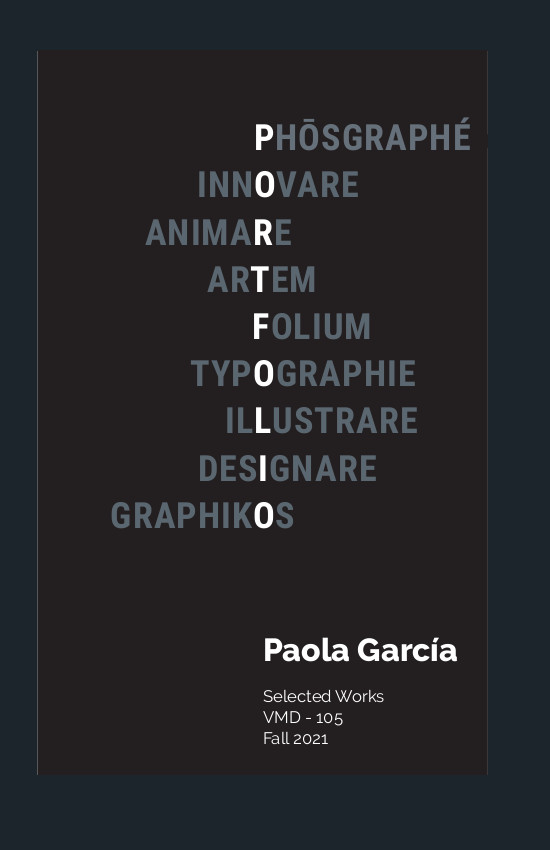 PHŌSGRAPHÉ
INNOVARE
ANIMARE
ARTEM
FOLIUM
TYPOGRAPHIE
ILLUSTRARE
DESIGNARE
GRAPHIKOS
Paola García
Selected Works
VMD - 105
Fall 2021